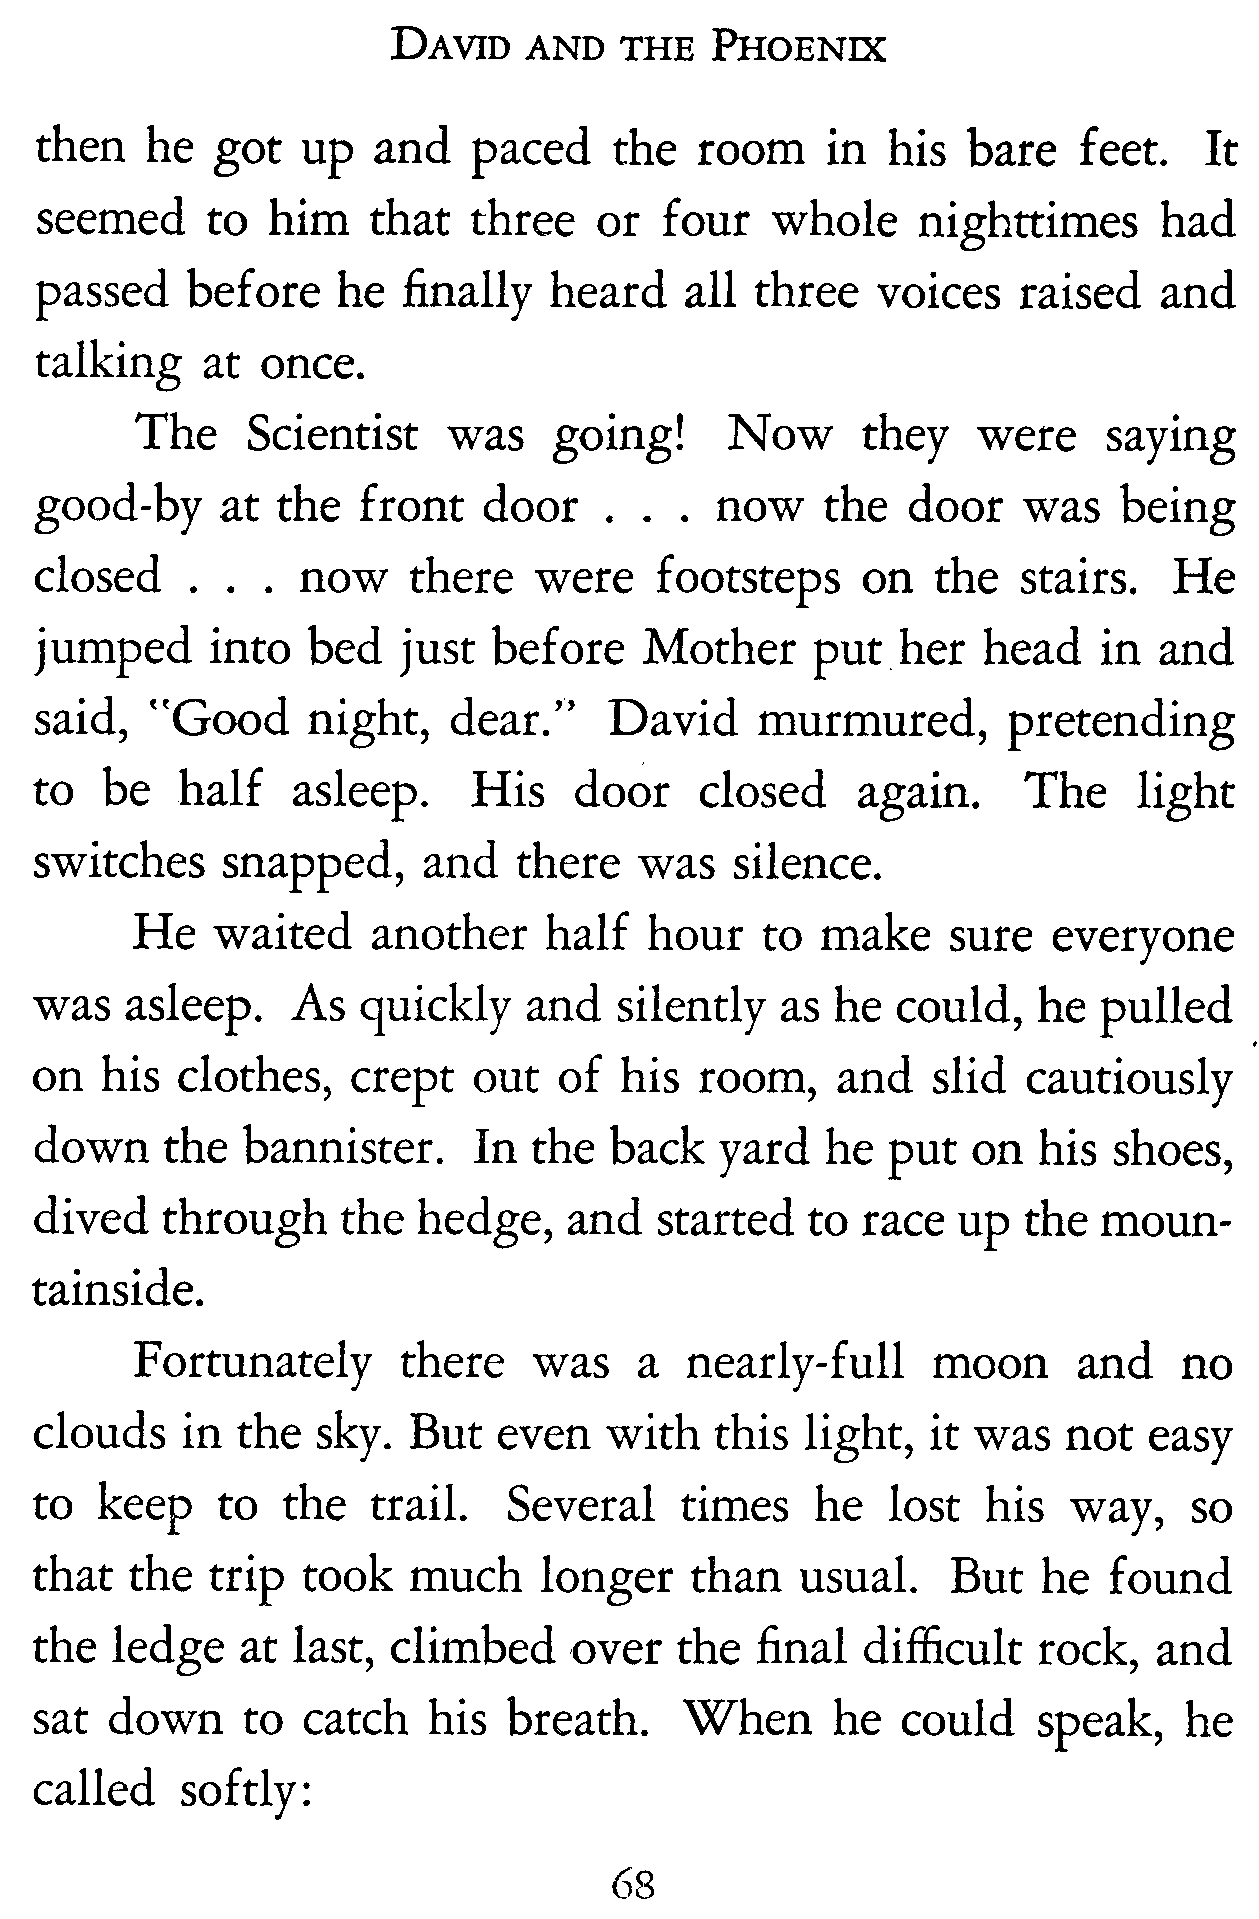 DAVID AND THE PHOENIX
then he got up and paced the room in his bare feet. It
seemed to him that three or four whole nighttimes had
passed before he finally heard all three voices raised and
talking at once.
The Scientist was going! Now they were saying
good-by at the front door . . . now the door was being
closed . . . now there were footsteps on the stairs. He
jumped into bed just before Mother put her head in and
said, "Good night, dear." David murmured, pretending
to be half asleep. His door closed again. The light
switches snapped, and there was silence.
He waited another half hour to make sure everyone
was asleep. As quickly and silently as he could, he pulled
on his clothes, crept out of his room, and slid cautiously
down the bannister. In the back yard he put on his shoes,
dived through the hedge, and started to race up the moun-
tainside.
Fortunately there was a nearly-full moon and no
clouds in the sky. But even with this light, it was not easy
to keep to the trail. Several times he lost his way, so
that the trip took much longer than usual. But he found
the ledge at last, climbed over the final difficult rock, and
sat down to catch his breath. When he could speak, he
called softly:
68